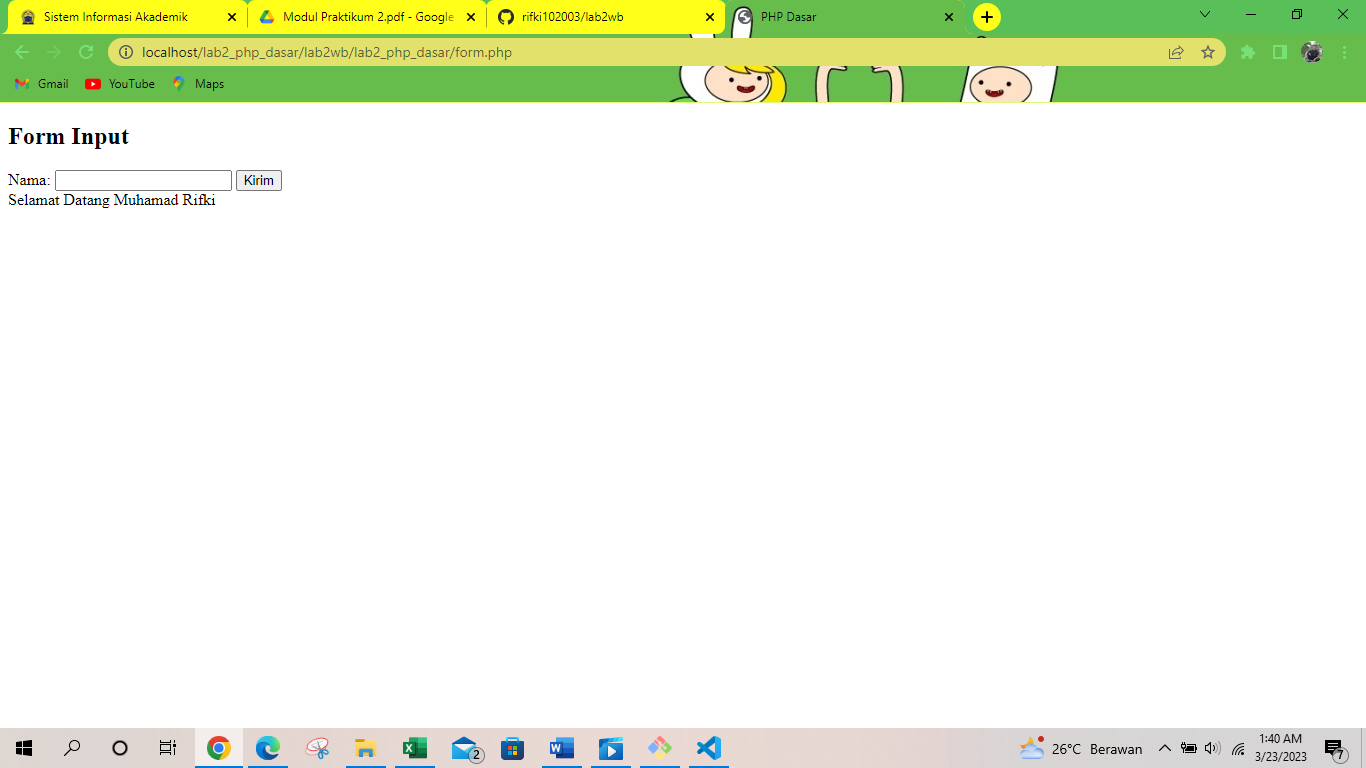 Sistem Informasi Akademik
Modul Praktikum 2.pdf - Google
rifki102003/lab2wb
PHP Dasar
localhost/lab2_php_dasar/lab2wb/lab2_php_dasar/form.php
Gmail
YouTube
Maps
Form Input
Nama:
Kirim
Selamat Datang Muhamad Rifki
2
26°C Berawan
1:40 AM
3/23/2023
7